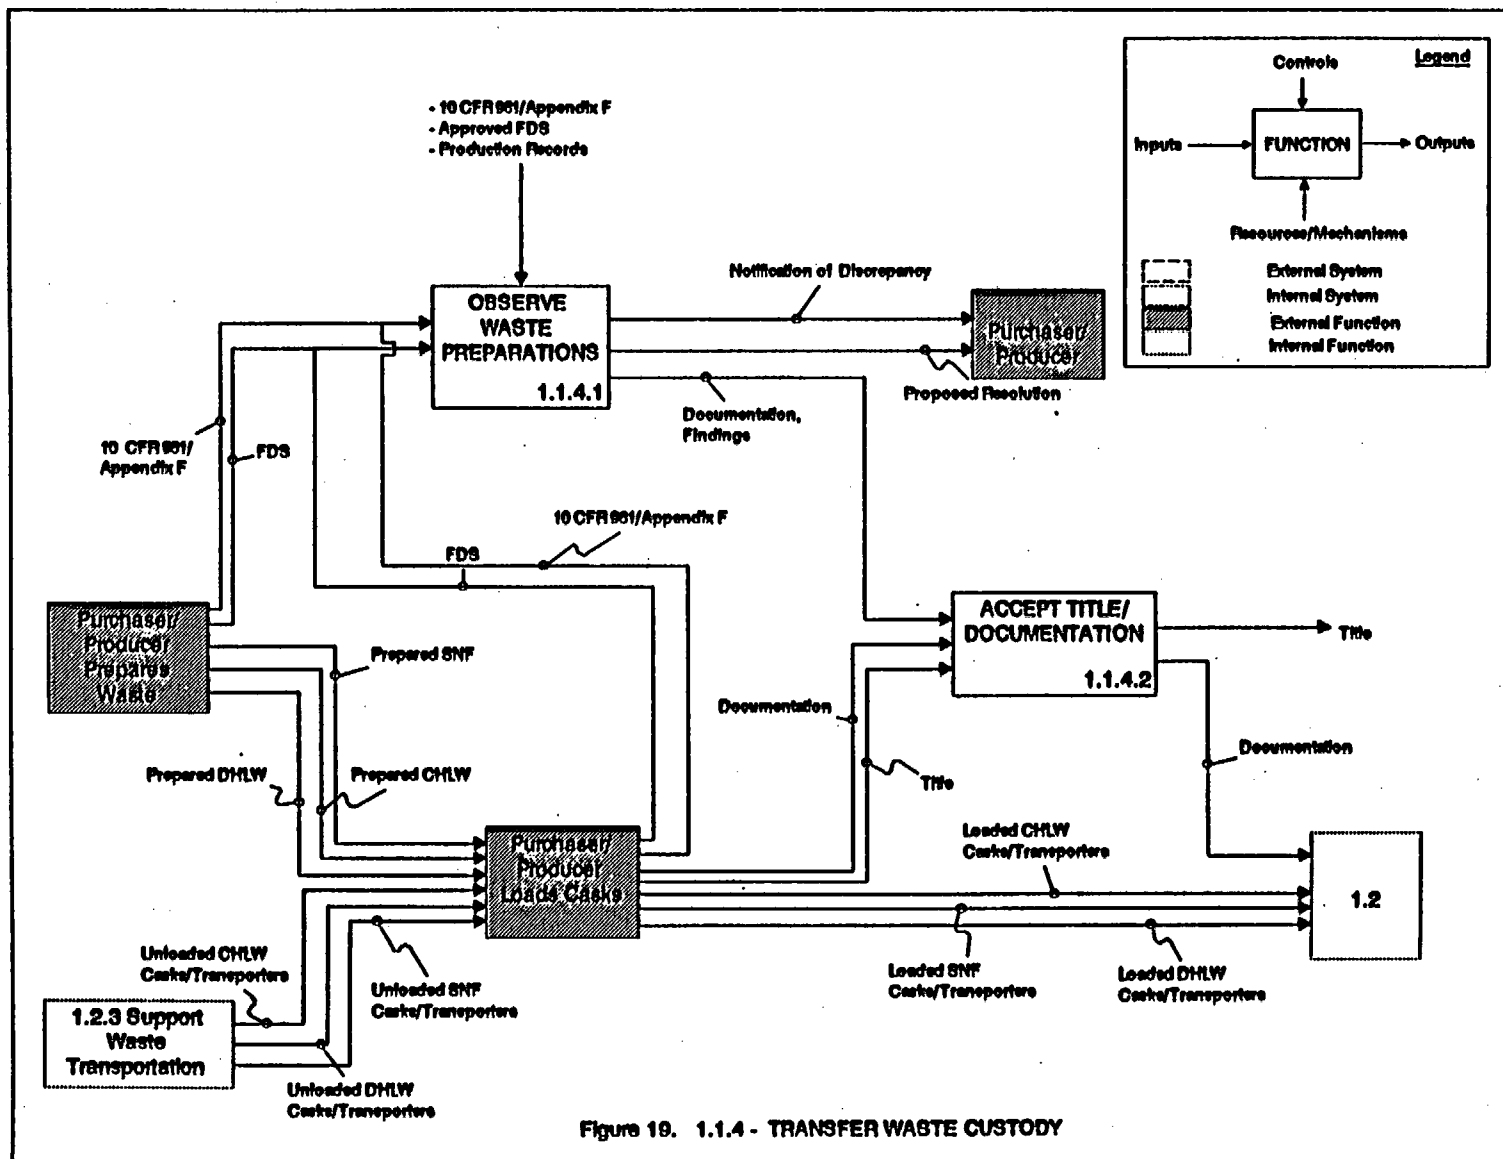 Legend
Controls
Inputs
FUNCTION
Outputs
Resources/Mechanisms
External System
Internal System
External Function
Internal Function
- 10 CFR 961/Appendix F
- Approved FDS
- Production Records
OBSERVE
WASTE
PREPARATIONS
1.1.4.1
Notification of Discrepancy
Purchaser/
Producer
Proposed Resolution
Documentation,
Findings
10 CFR 961/
Appendix F
FDS
10 CFR 961/Appendix F
FDS
Purchaser/
Producer
Prepares
Waste
Prepared SNF
Prepared DHLW
Prepared CHLW
ACCEPT TITLE/
DOCUMENTATION
1.1.4.2
Title
Documentation
Title
Documentation
Purchaser/
Producer
Loads Casks
Loaded CHLW
Casks/Transporters
1.2
Loaded SNF
Casks/Transporters
Loaded DHLW
Casks/Transporters
Unloaded CHLW
Casks/Transporters
Unloaded SNF
Casks/Transporters
1.2.3 Support
Waste
Transportation
Unloaded DHLW
Casks/Transporters
Figure 19. 1.1.4 - TRANSFER WASTE CUSTODY